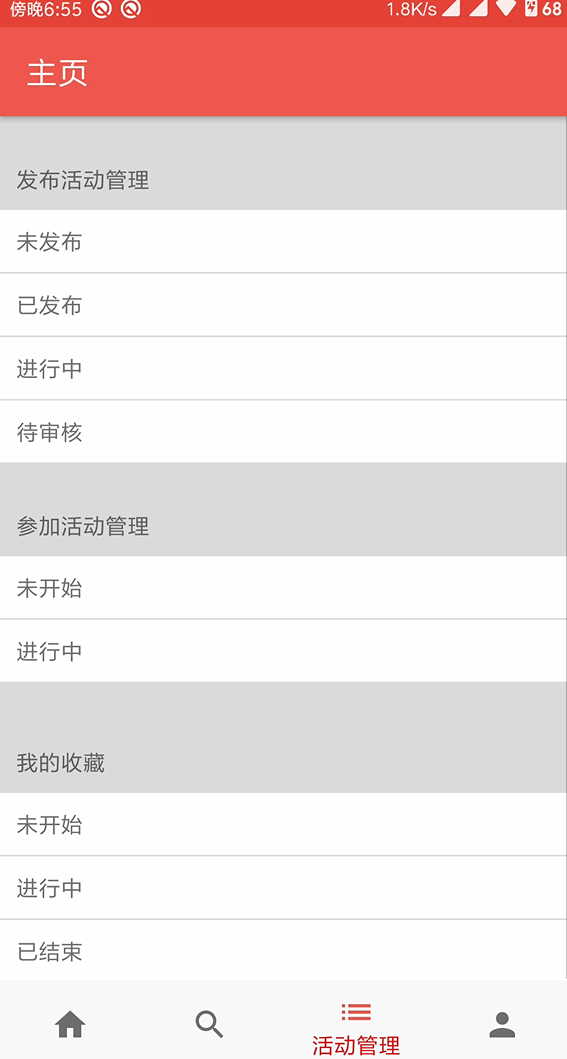 傍晚6:55 1.8K/s 68
主页
发布活动管理
未发布
已发布
进行中
待审核
参加活动管理
未开始
进行中
我的收藏
未开始
进行中
已结束
活动管理